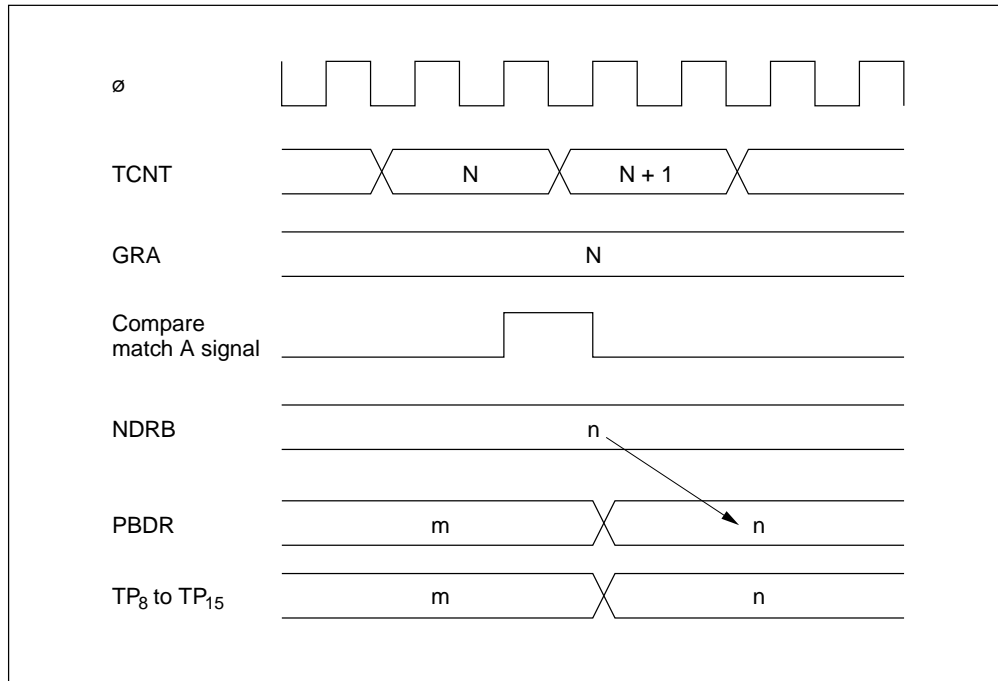 ø
TCNT N N + 1
GRA N
Compare
match A signal
NDRB n
PBDR m n
TP8 to TP15 m n